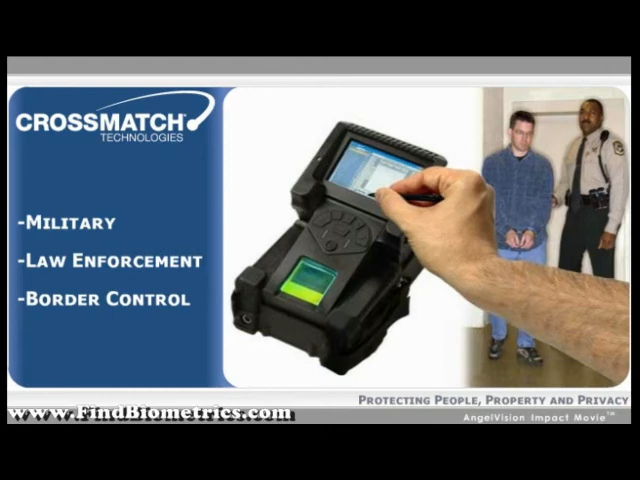 CROSSMATCH
TECHNOLOGIES
-MILITARY
-LAW ENFORCEMENT
-BORDER CONTROL
PROTECTING PEOPLE, PROPERTY AND PRIVACY
www.FindBiometrics.com
ANGELVISION IMPACT MOVIE™